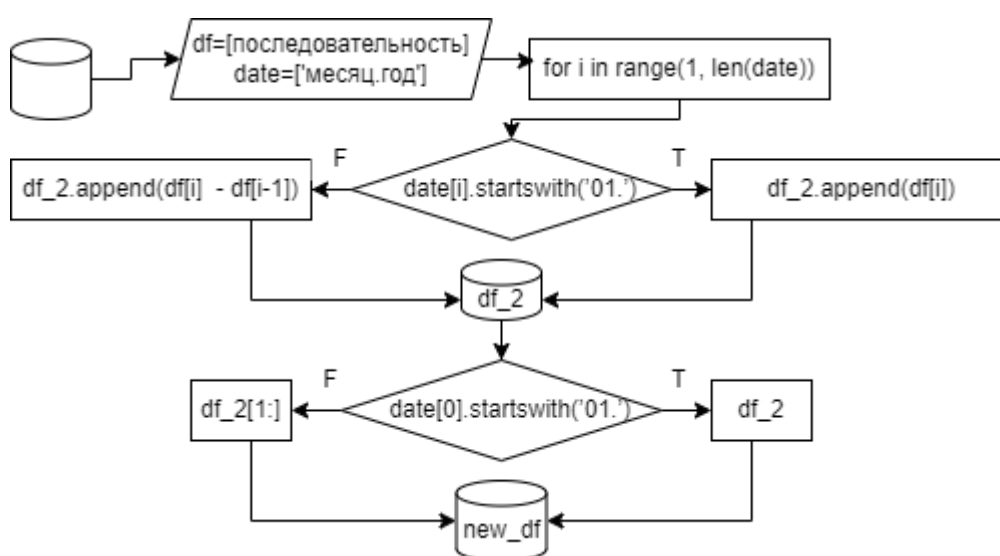 df=[последовательность]
date=['месяц.год']
for i in range(1, len(date))
F
T
df_2.append(df[i]  - df[i-1])
date[i].startswith('01.')
df_2.append(df[i])
df_2
F
T
df_2[1:]
date[0].startswith('01.')
df_2
new_df